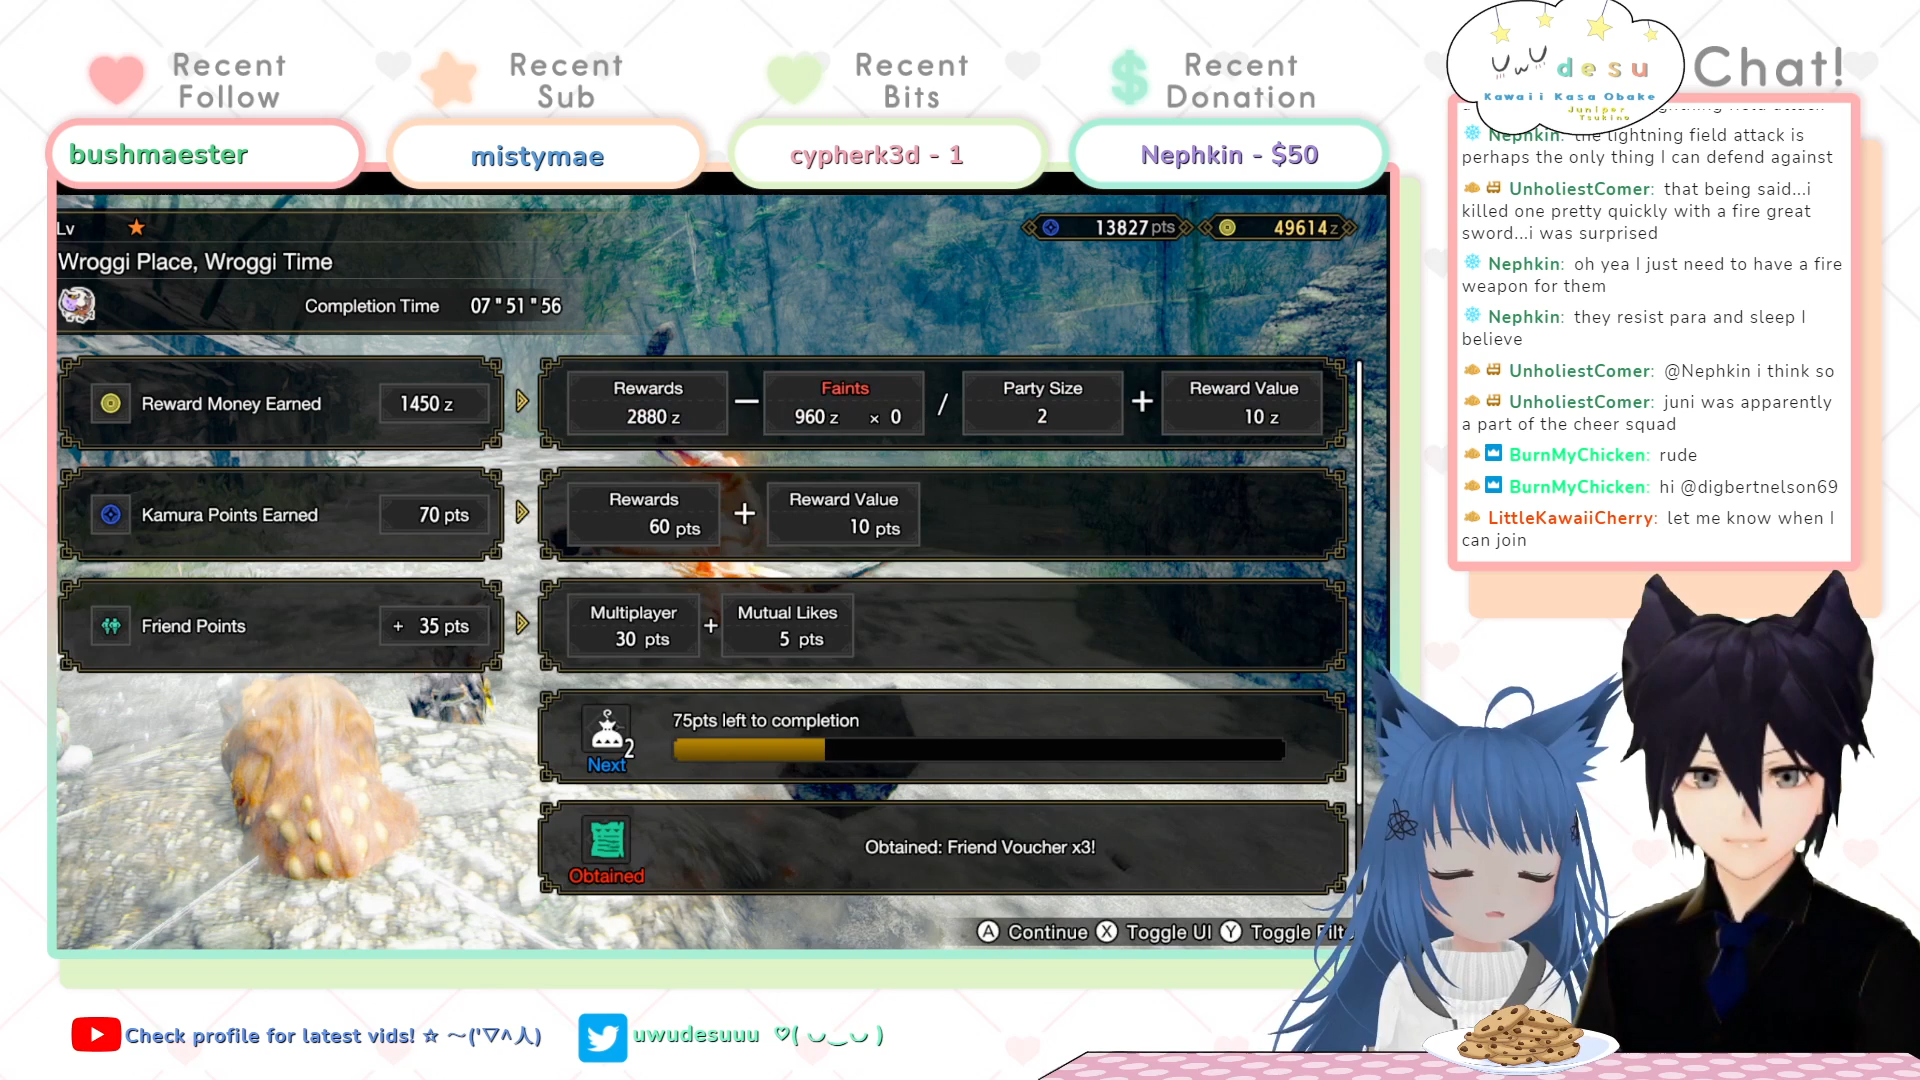 Recent
Follow
Recent
Sub
Recent
Bits
Recent
Donation
UwU desu
Kawaii Kasa Obake
Juniper
Tsukino
Chat!
bushmaester
mistymae
cypherk3d - 1
Nephkin - $50
Lv
13827 pts
49614 z
Wroggi Place, Wroggi Time
Completion Time 07"51"56
Reward Money Earned 1450 z
Rewards
2880 z
Faints
960 z × 0
/
Party Size
2
+
Reward Value
10 z
Kamura Points Earned 70 pts
Rewards
60 pts
+
Reward Value
10 pts
Friend Points + 35 pts
Multiplayer
30 pts
+
Mutual Likes
5 pts
2
Next
75pts left to completion
Obtained
Obtained: Friend Voucher x3!
A Continue X Toggle UI Y Toggle Filt
Nephkin: the lightning field attack is
perhaps the only thing I can defend against
UnholiestComer: that being said...i
killed one pretty quickly with a fire great
sword...i was surprised
Nephkin: oh yea I just need to have a fire
weapon for them
Nephkin: they resist para and sleep I
believe
UnholiestComer: @Nephkin i think so
UnholiestComer: juni was apparently
a part of the cheer squad
BurnMyChicken: rude
BurnMyChicken: hi @digbertnelson69
LittleKawaiiCherry: let me know when I
can join
Check profile for latest vids! ☆ ～('▽^人)
uwudesuuu ♡( ◡‿◡ )